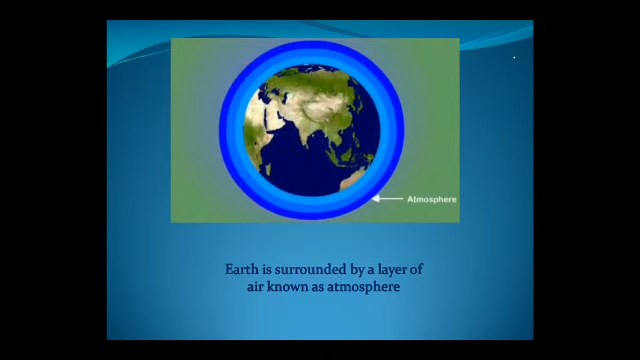 Atmosphere
Earth is surrounded by a layer of
air known as atmosphere